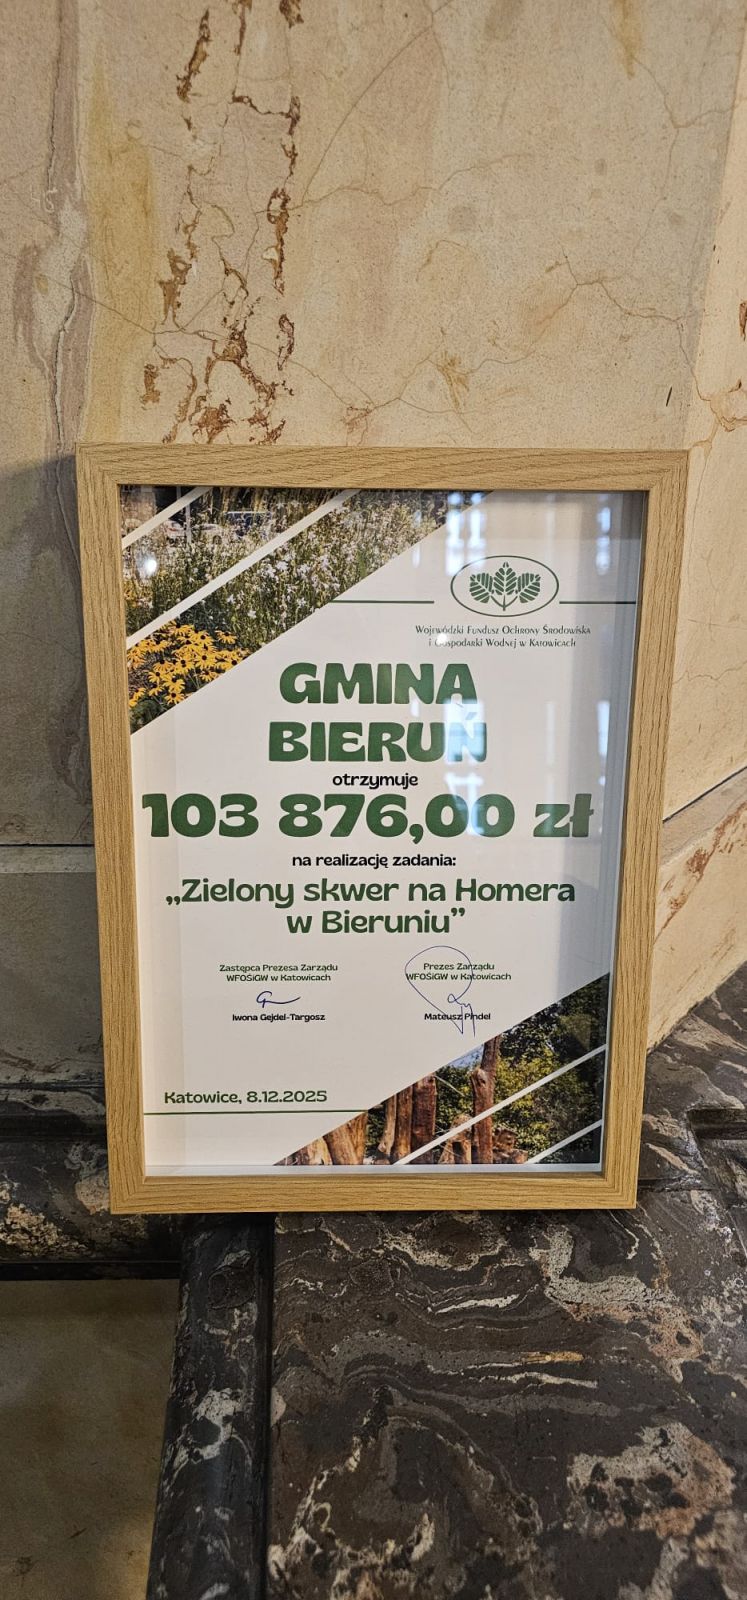 Wojewódzki Fundusz Ochrony Środowiska
i Gospodarki Wodnej w Katowicach
GMINA
BIERUŃ
otrzymuje
103 876,00 zł
na realizację zadania:
„Zielony skwer na Homera
w Bieruniu”
Zastępca Prezesa Zarządu
WFOŚiGW w Katowicach
Iwona Gejdel-Targosz
Prezes Zarządu
WFOŚiGW w Katowicach
Mateusz Pindel
Katowice, 8.12.2025